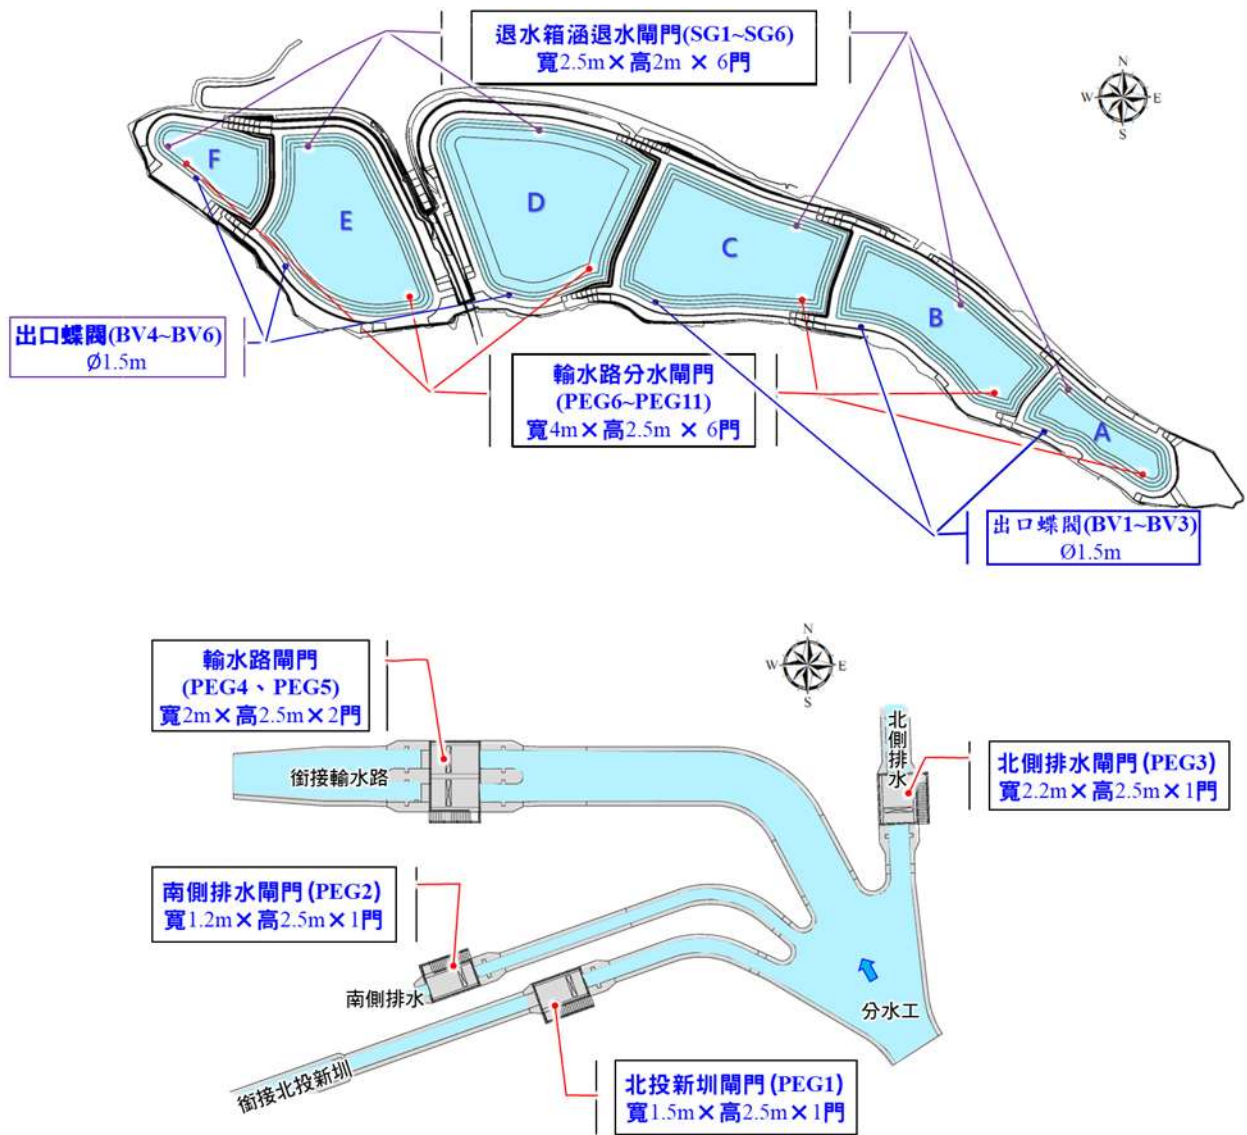 退水箱涵退水閘門(SG1~SG6)
寬2.5m×高2m × 6門
N
W E
S
F
E
D
C
B
A
出口蝶閥(BV4~BV6)
Ø1.5m
輸水路分水閘門
(PEG6~PEG11)
寬4m×高2.5m × 6門
出口蝶閥(BV1~BV3)
Ø1.5m
輸水路閘門
(PEG4、PEG5)
寬2m×高2.5m×2門
N
W E
S
銜接輸水路
北側排水
北側排水閘門(PEG3)
寬2.2m×高2.5m×1門
南側排水閘門(PEG2)
寬1.2m×高2.5m×1門
南側排水
分水工
銜接北投新圳
北投新圳閘門(PEG1)
寬1.5m×高2.5m×1門